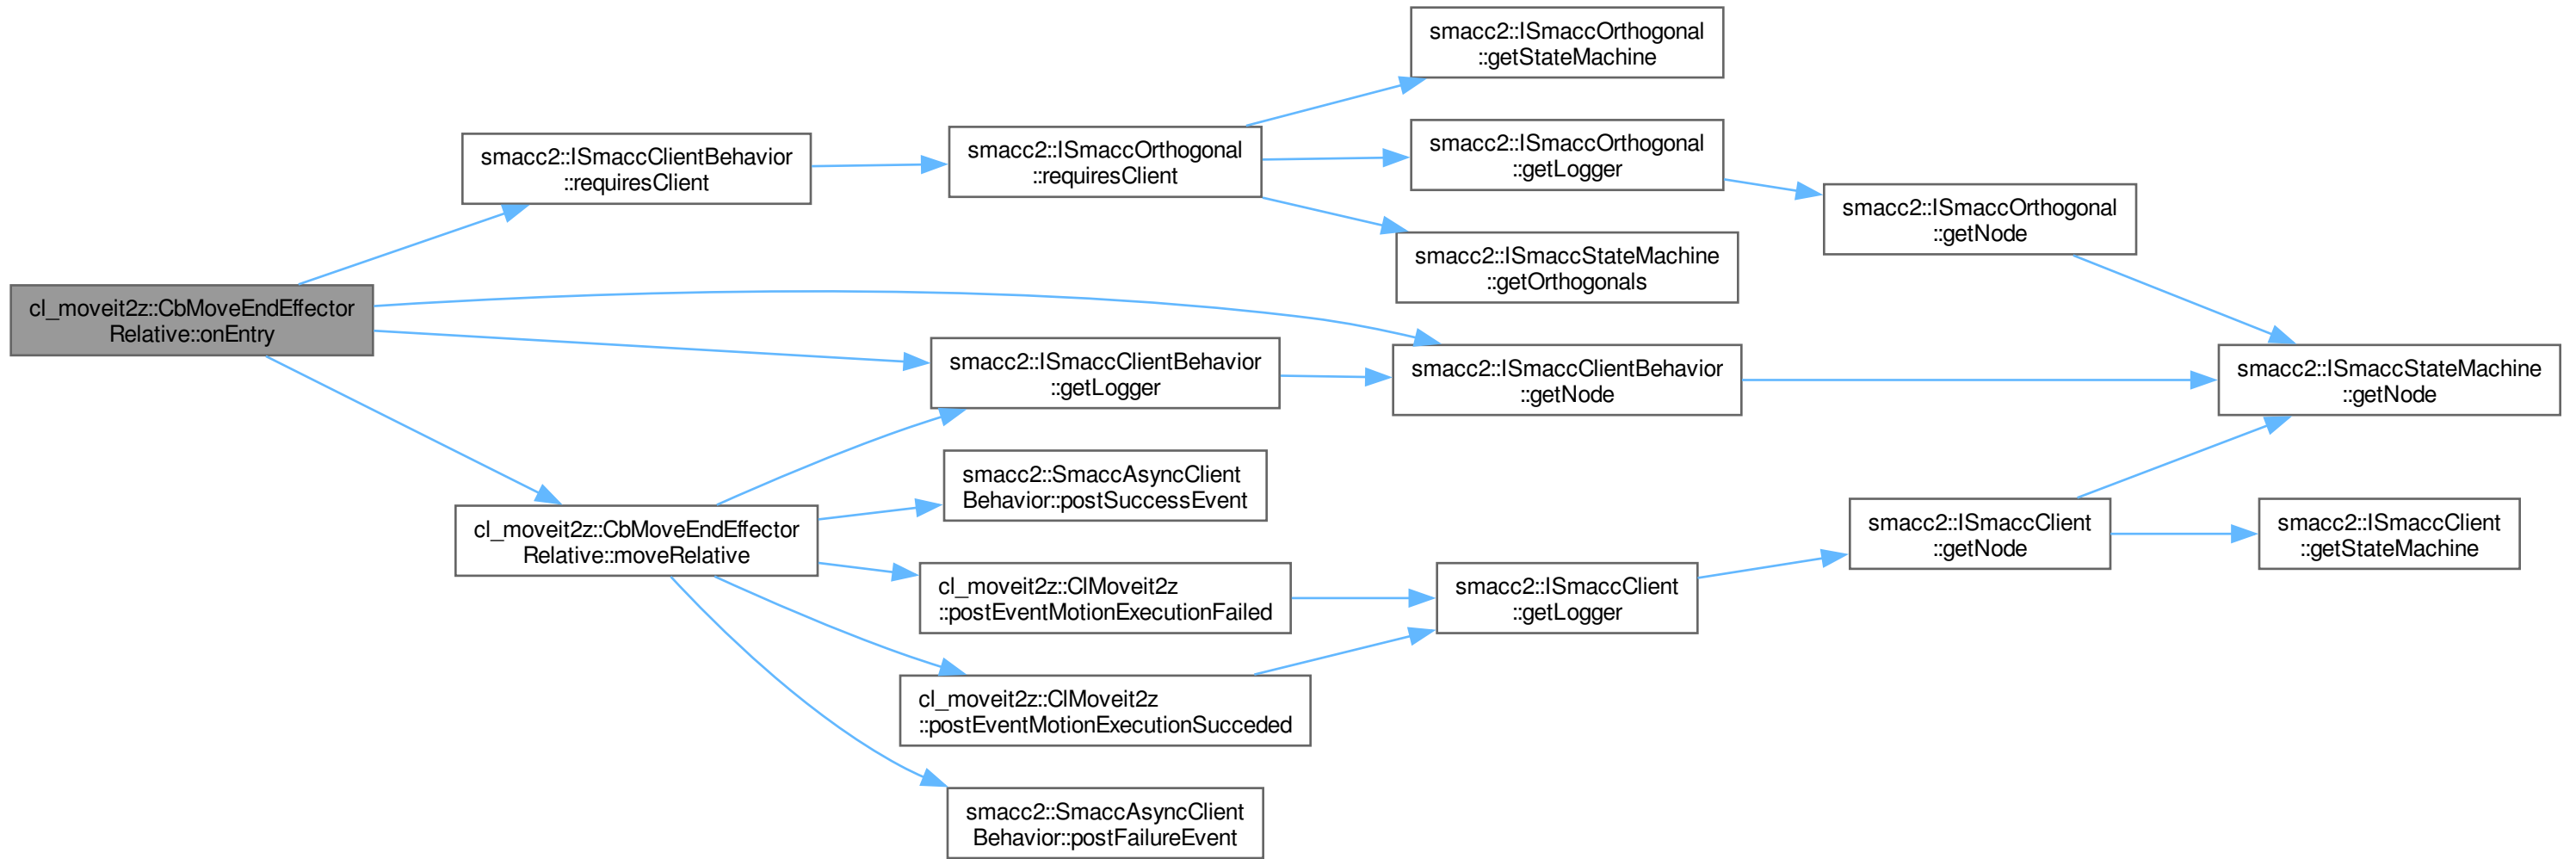 smacc2::ISmaccOrthogonal
::getStateMachine
smacc2::ISmaccClientBehavior
::requiresClient
smacc2::ISmaccOrthogonal
::requiresClient
smacc2::ISmaccOrthogonal
::getLogger
smacc2::ISmaccOrthogonal
::getNode
smacc2::ISmaccStateMachine
::getOrthogonals
cl_moveit2z::CbMoveEndEffector
Relative::onEntry
smacc2::ISmaccClientBehavior
::getLogger
smacc2::ISmaccClientBehavior
::getNode
smacc2::ISmaccStateMachine
::getNode
cl_moveit2z::CbMoveEndEffector
Relative::moveRelative
smacc2::SmaccAsyncClient
Behavior::postSuccessEvent
cl_moveit2z::ClMoveit2z
::postEventMotionExecutionFailed
smacc2::ISmaccClient
::getLogger
smacc2::ISmaccClient
::getNode
smacc2::ISmaccClient
::getStateMachine
cl_moveit2z::ClMoveit2z
::postEventMotionExecutionSucceded
smacc2::SmaccAsyncClient
Behavior::postFailureEvent